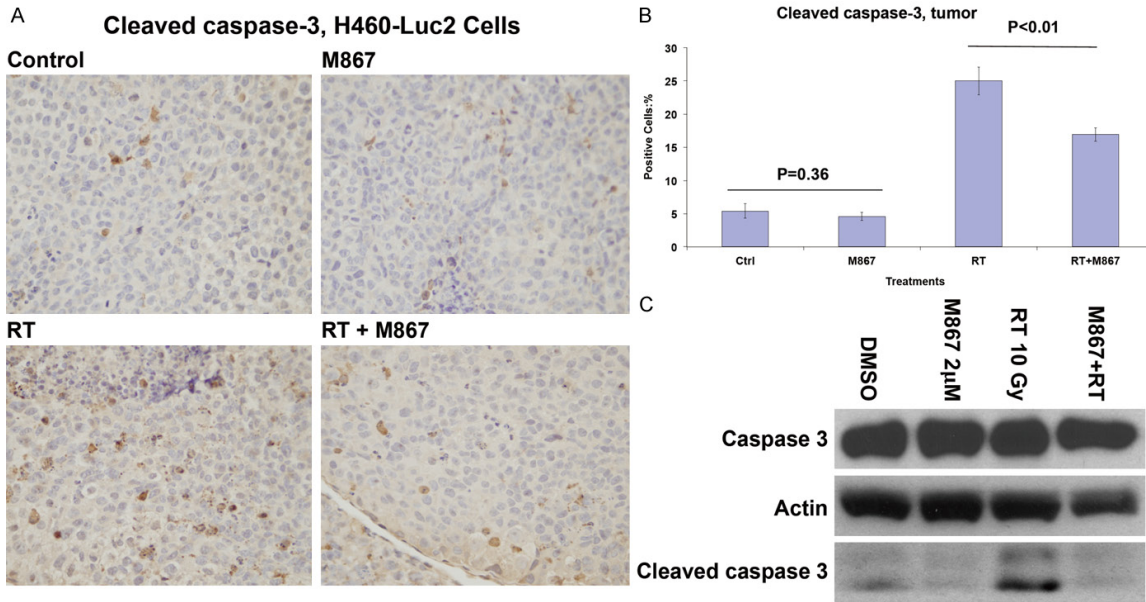 A
Cleaved caspase-3, H460-Luc2 Cells
Control
M867
RT
RT + M867
B
Cleaved caspase-3, tumor
P<0.01
P=0.36
30
25
20
15
10
5
0
Positive Cells:%
Ctrl
M867
RT
RT+M867
Treatments
C
DMSO
M867 2μM
RT 10 Gy
M867+RT
Caspase 3
Actin
Cleaved caspase 3